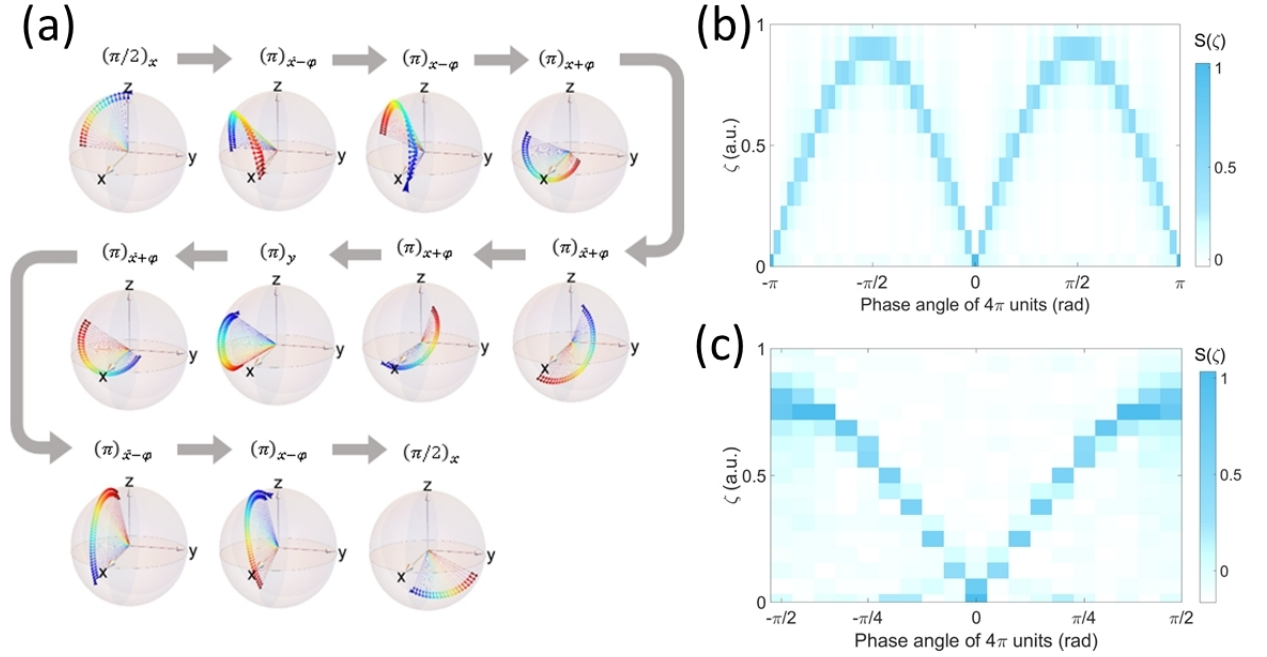 (a)
(π/2)x
(π)x̄−φ
(π)x−φ
(π)x+φ
z
y
x
z
y
x
z
y
x
z
y
x
(π)x̄+φ
(π)y
(π)x+φ
(π)x̄+φ
z
y
x
z
y
x
z
y
x
z
y
x
(π)x̄−φ
(π)x−φ
(π/2)x
z
y
x
z
y
x
z
y
x
(b)
1
0.5
0
ζ (a.u.)
-π
-π/2
0
π/2
π
Phase angle of 4π units (rad)
S(ζ)
1
0.5
0
(c)
1
0.5
0
ζ (a.u.)
-π/2
-π/4
0
π/4
π/2
Phase angle of 4π units (rad)
S(ζ)
1
0.5
0